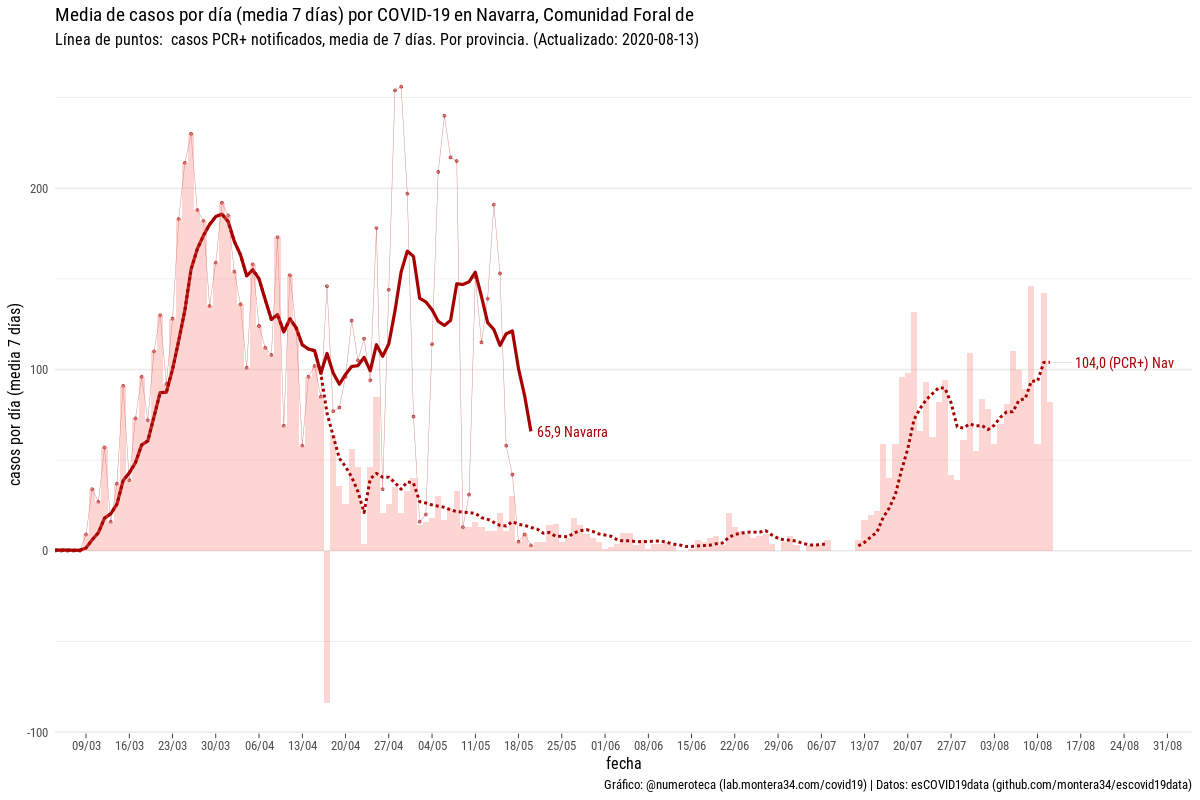 Media de casos por día (media 7 días) por COVID-19 en Navarra, Comunidad Foral de
Línea de puntos:  casos PCR+ notificados, media de 7 días. Por provincia. (Actualizado: 2020-08-13)
casos por día (media 7 días)
200
100
0
-100
104,0 (PCR+) Nav
65,9 Navarra
09/03 16/03 23/03 30/03 06/04 13/04 20/04 27/04 04/05 11/05 18/05 25/05 01/06 08/06 15/06 22/06 29/06 06/07 13/07 20/07 27/07 03/08 10/08 17/08 24/08 31/08
fecha
Gráfico: @numeroteca (lab.montera34.com/covid19) | Datos: esCOVID19data (github.com/montera34/escovid19data)